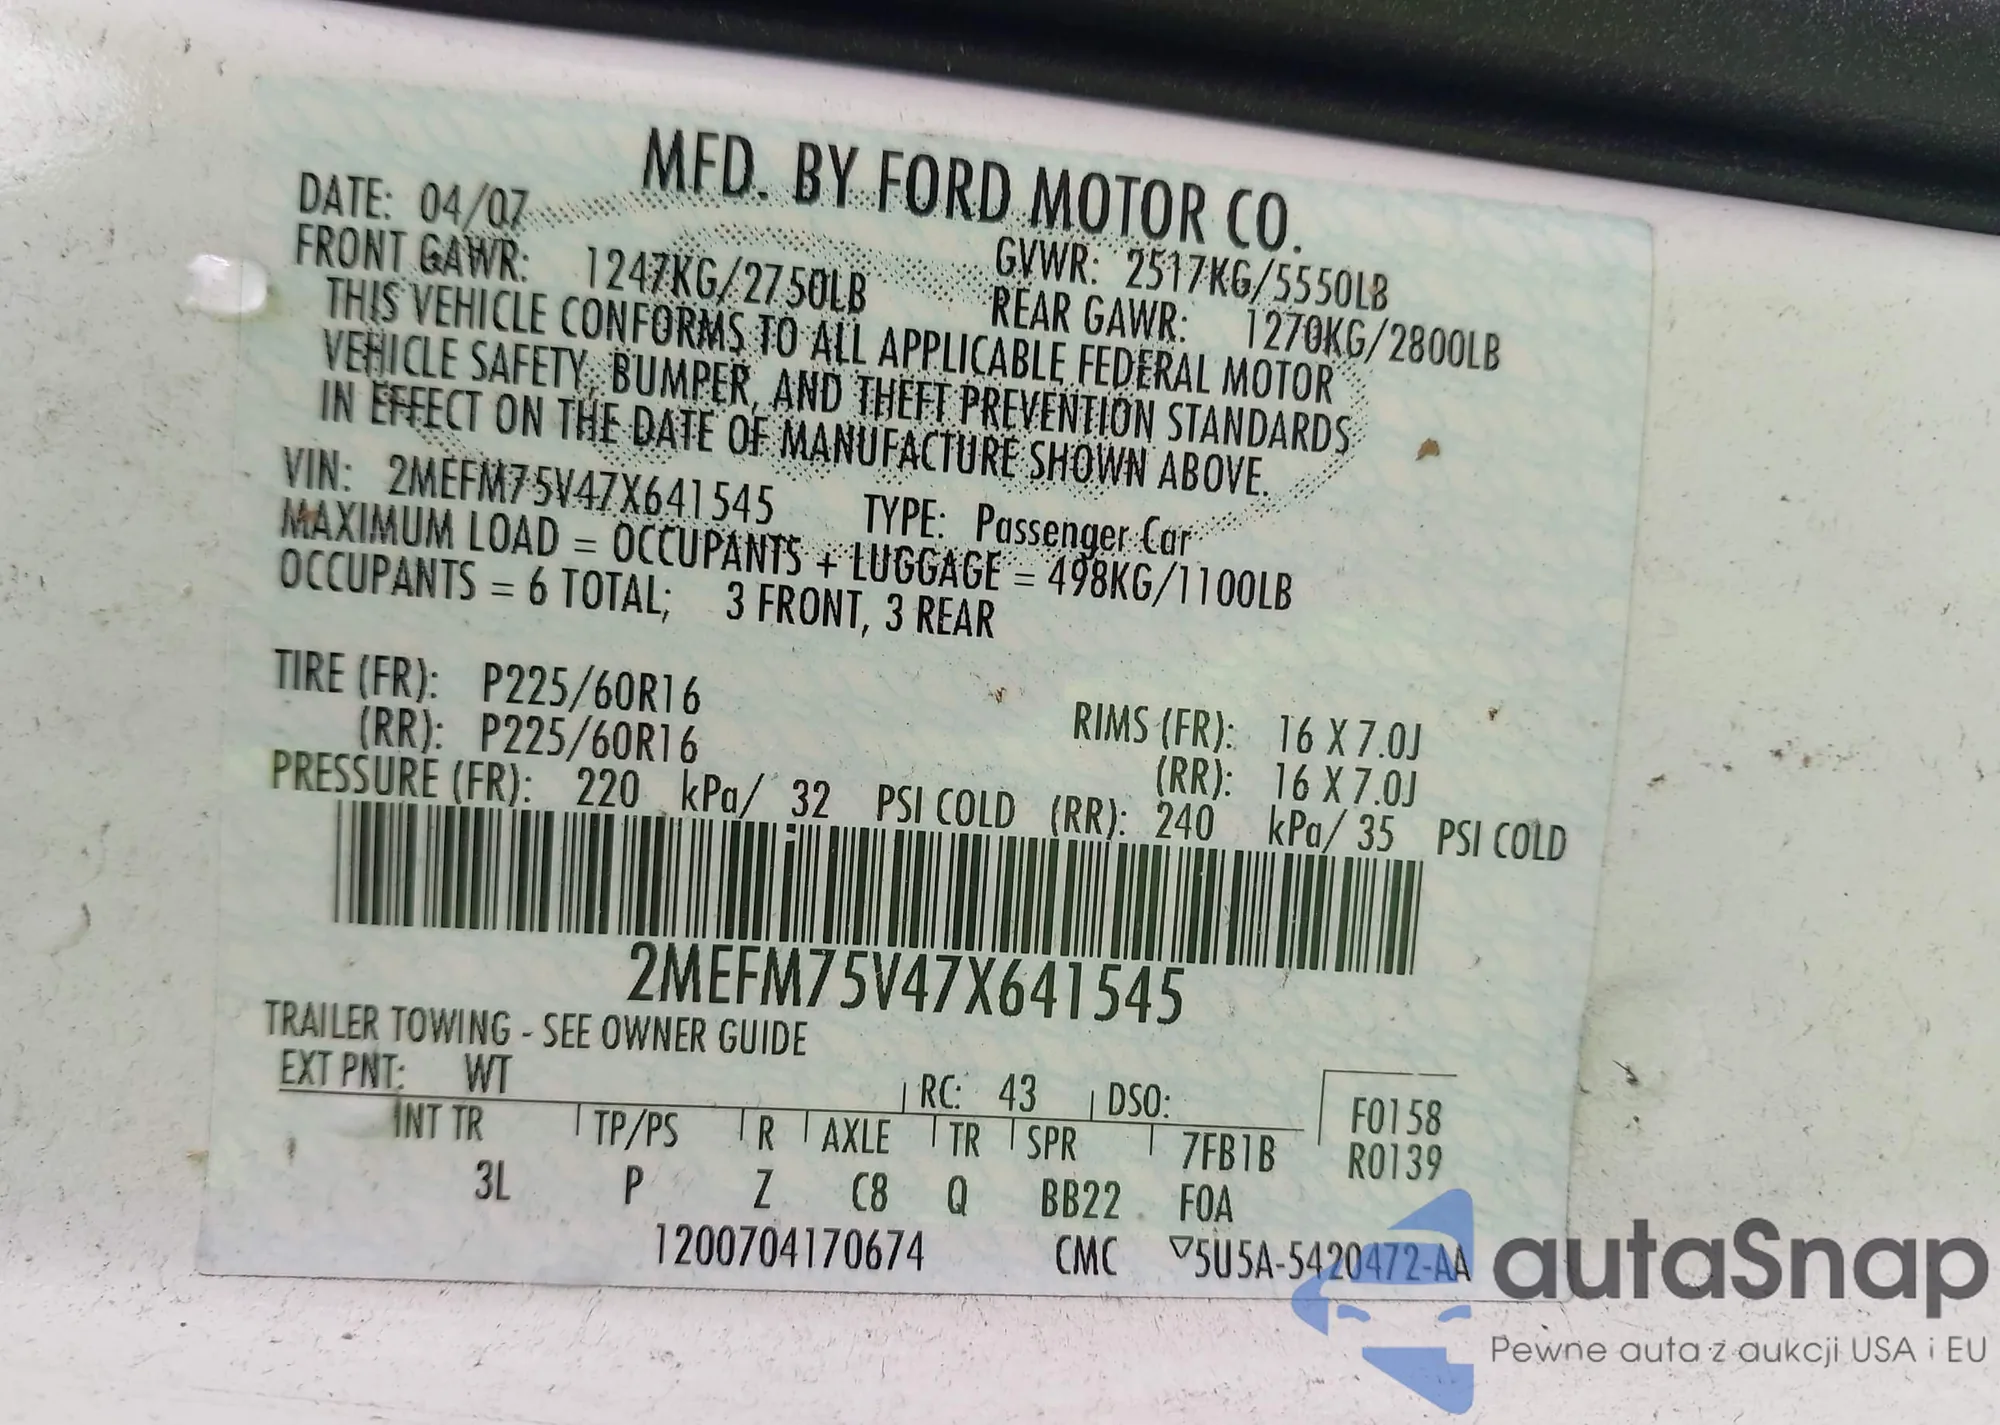 MFD. BY FORD MOTOR CO.
DATE: 04/07
GVWR: 2517KG/5550LB
FRONT GAWR: 1247KG/2750LB
REAR GAWR: 1270KG/2800LB
THIS VEHICLE CONFORMS TO ALL APPLICABLE FEDERAL MOTOR
VEHICLE SAFETY, BUMPER, AND THEFT PREVENTION STANDARDS
IN EFFECT ON THE DATE OF MANUFACTURE SHOWN ABOVE.
VIN: 2MEFM75V47X641545 TYPE: Passenger Car
MAXIMUM LOAD = OCCUPANTS + LUGGAGE = 498KG/1100LB
OCCUPANTS = 6 TOTAL; 3 FRONT, 3 REAR
TIRE (FR): P225/60R16 RIMS (FR): 16 X 7.0J
(RR): P225/60R16 (RR): 16 X 7.0J
PRESSURE (FR): 220 kPa/ 32 PSI COLD (RR): 240 kPa/ 35 PSI COLD
2MEFM75V47X641545
TRAILER TOWING - SEE OWNER GUIDE
EXT PNT: WT RC: 43 DSO: F0158
INT TR TP/PS R AXLE TR SPR 7FB1B R0139
3L P Z C8 Q BB22 F0A
1200704170674 CMC ▽5U5A-5420472-AA
autaSnap
Pewne auta z aukcji USA i EU